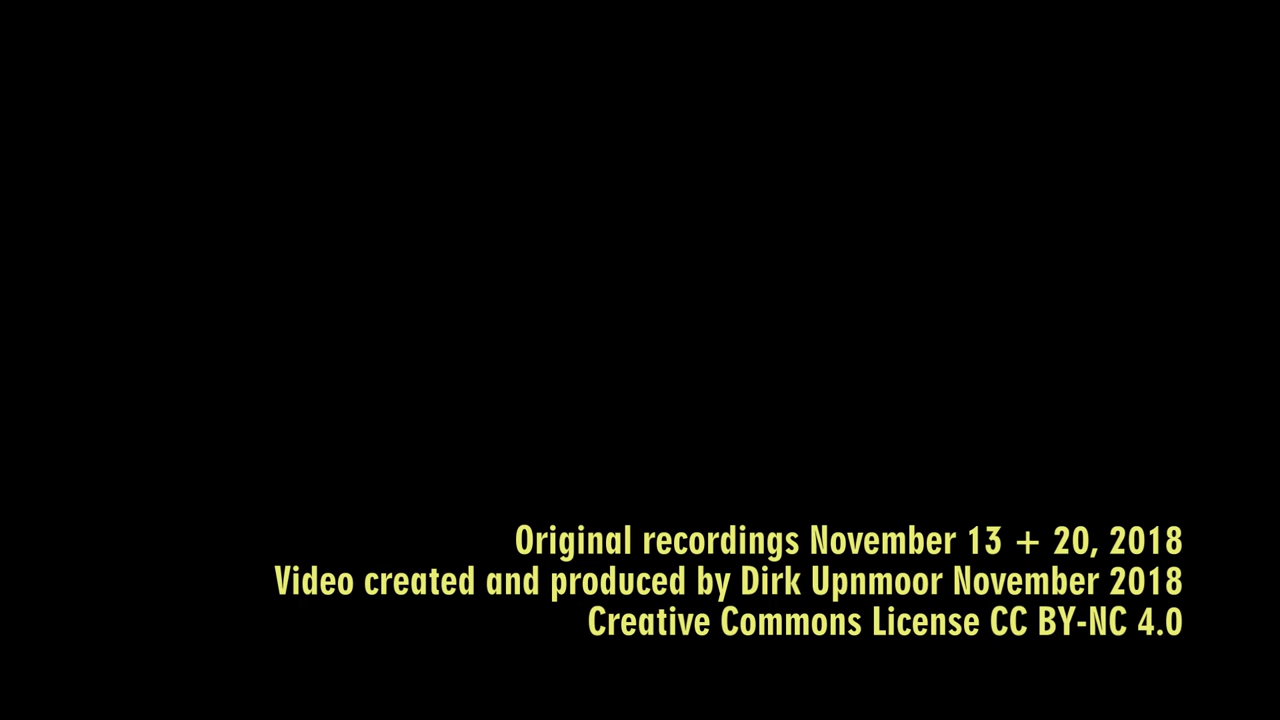 Original recordings November 13 + 20, 2018
Video created and produced by Dirk Upnmoor November 2018
Creative Commons License CC BY-NC 4.0